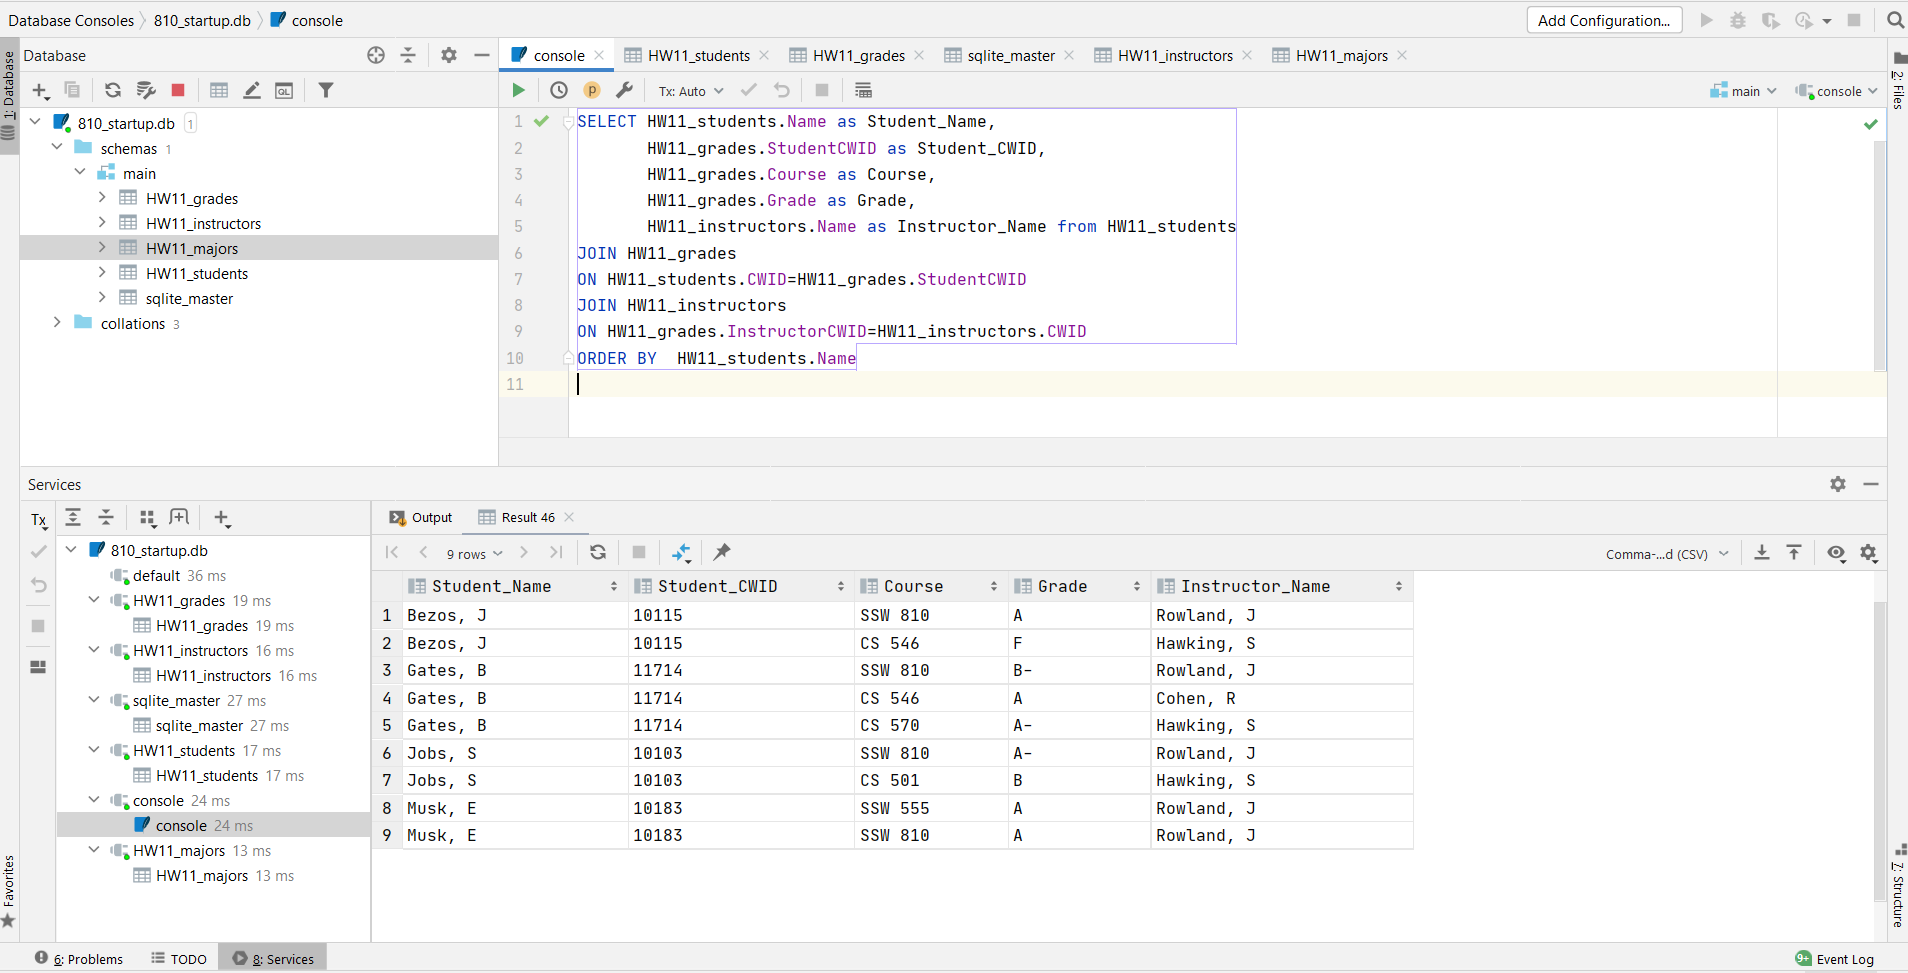 Database Consoles 810_startup.db console Add Configuration...
Database
console HW11_students HW11_grades sqlite_master HW11_instructors HW11_majors
QL p Tx: Auto main console
810_startup.db 1
schemas 1
main
HW11_grades
HW11_instructors
HW11_majors
HW11_students
sqlite_master
collations 3
1 SELECT HW11_students.Name as Student_Name,
2 HW11_grades.StudentCWID as Student_CWID,
3 HW11_grades.Course as Course,
4 HW11_grades.Grade as Grade,
5 HW11_instructors.Name as Instructor_Name from HW11_students
6 JOIN HW11_grades
7 ON HW11_students.CWID=HW11_grades.StudentCWID
8 JOIN HW11_instructors
9 ON HW11_grades.InstructorCWID=HW11_instructors.CWID
10 ORDER BY  HW11_students.Name
11
1: Database
2: Files
Services
Tx
810_startup.db
default 36 ms
HW11_grades 19 ms
HW11_grades 19 ms
HW11_instructors 16 ms
HW11_instructors 16 ms
sqlite_master 27 ms
sqlite_master 27 ms
HW11_students 17 ms
HW11_students 17 ms
console 24 ms
console 24 ms
HW11_majors 13 ms
HW11_majors 13 ms
Output Result 46
9 rows Comma-...d (CSV)
Student_Name Student_CWID Course Grade Instructor_Name
1 Bezos, J 10115 SSW 810 A Rowland, J
2 Bezos, J 10115 CS 546 F Hawking, S
3 Gates, B 11714 SSW 810 B- Rowland, J
4 Gates, B 11714 CS 546 A Cohen, R
5 Gates, B 11714 CS 570 A- Hawking, S
6 Jobs, S 10103 SSW 810 A- Rowland, J
7 Jobs, S 10103 CS 501 B Hawking, S
8 Musk, E 10183 SSW 555 A Rowland, J
9 Musk, E 10183 SSW 810 A Rowland, J
Favorites
7: Structure
6: Problems TODO 8: Services 9+ Event Log